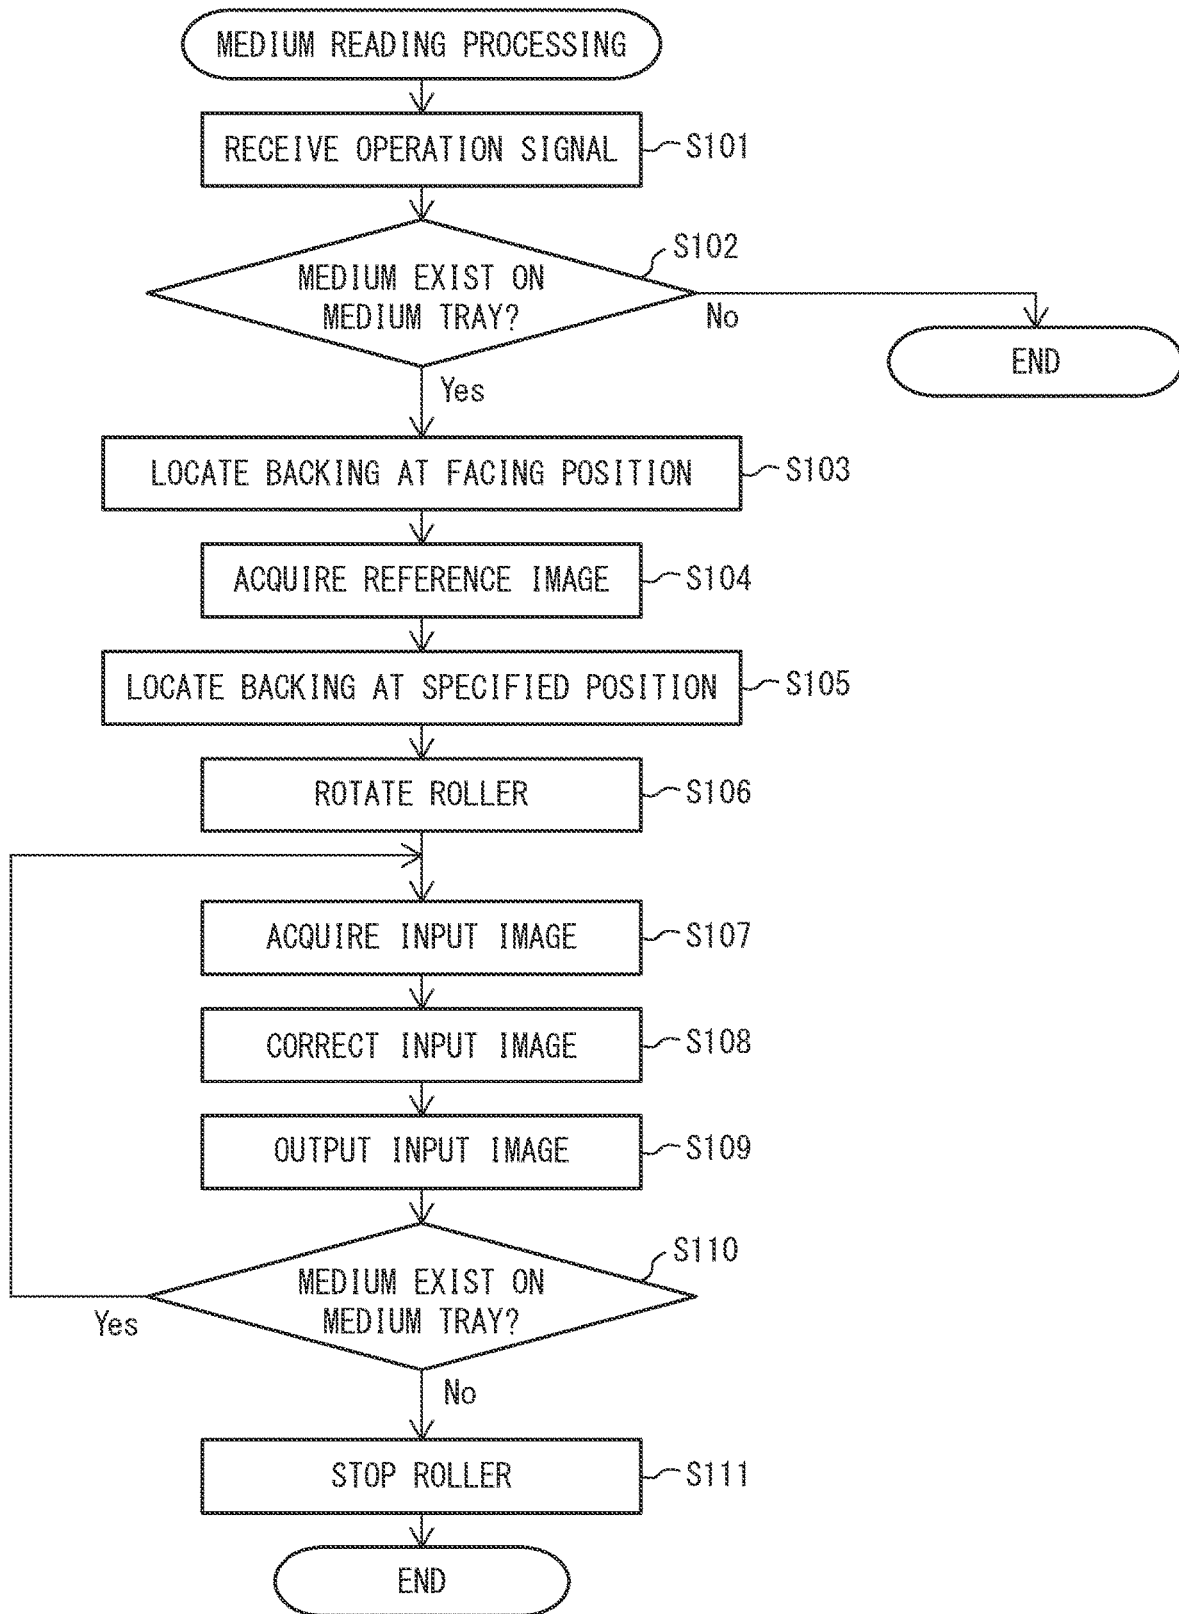 MEDIUM READING PROCESSING
RECEIVE OPERATION SIGNAL
S101
S102
MEDIUM EXIST ON
MEDIUM TRAY?
No
END
Yes
LOCATE BACKING AT FACING POSITION
S103
ACQUIRE REFERENCE IMAGE
S104
LOCATE BACKING AT SPECIFIED POSITION
S105
ROTATE ROLLER
S106
ACQUIRE INPUT IMAGE
S107
CORRECT INPUT IMAGE
S108
OUTPUT INPUT IMAGE
S109
S110
MEDIUM EXIST ON
MEDIUM TRAY?
Yes
No
STOP ROLLER
S111
END